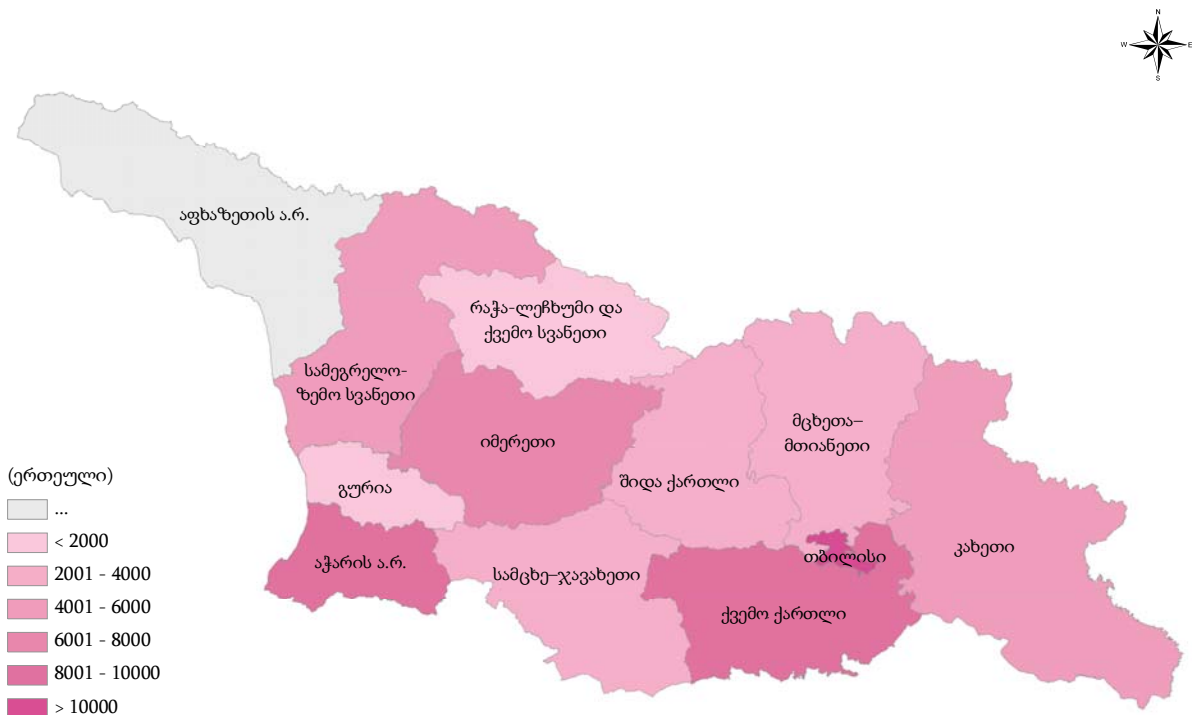 N
W E
S
აფხაზეთის ა.რ.
რაჭა-ლეჩხუმი და
ქვემო სვანეთი
სამეგრელო-
ზემო სვანეთი
იმერეთი
მცხეთა–
მთიანეთი
შიდა ქართლი
გურია
თბილისი
კახეთი
აჭარის ა.რ.
სამცხე–ჯავახეთი
ქვემო ქართლი
(ერთეული)
...
< 2000
2001 - 4000
4001 - 6000
6001 - 8000
8001 - 10000
> 10000